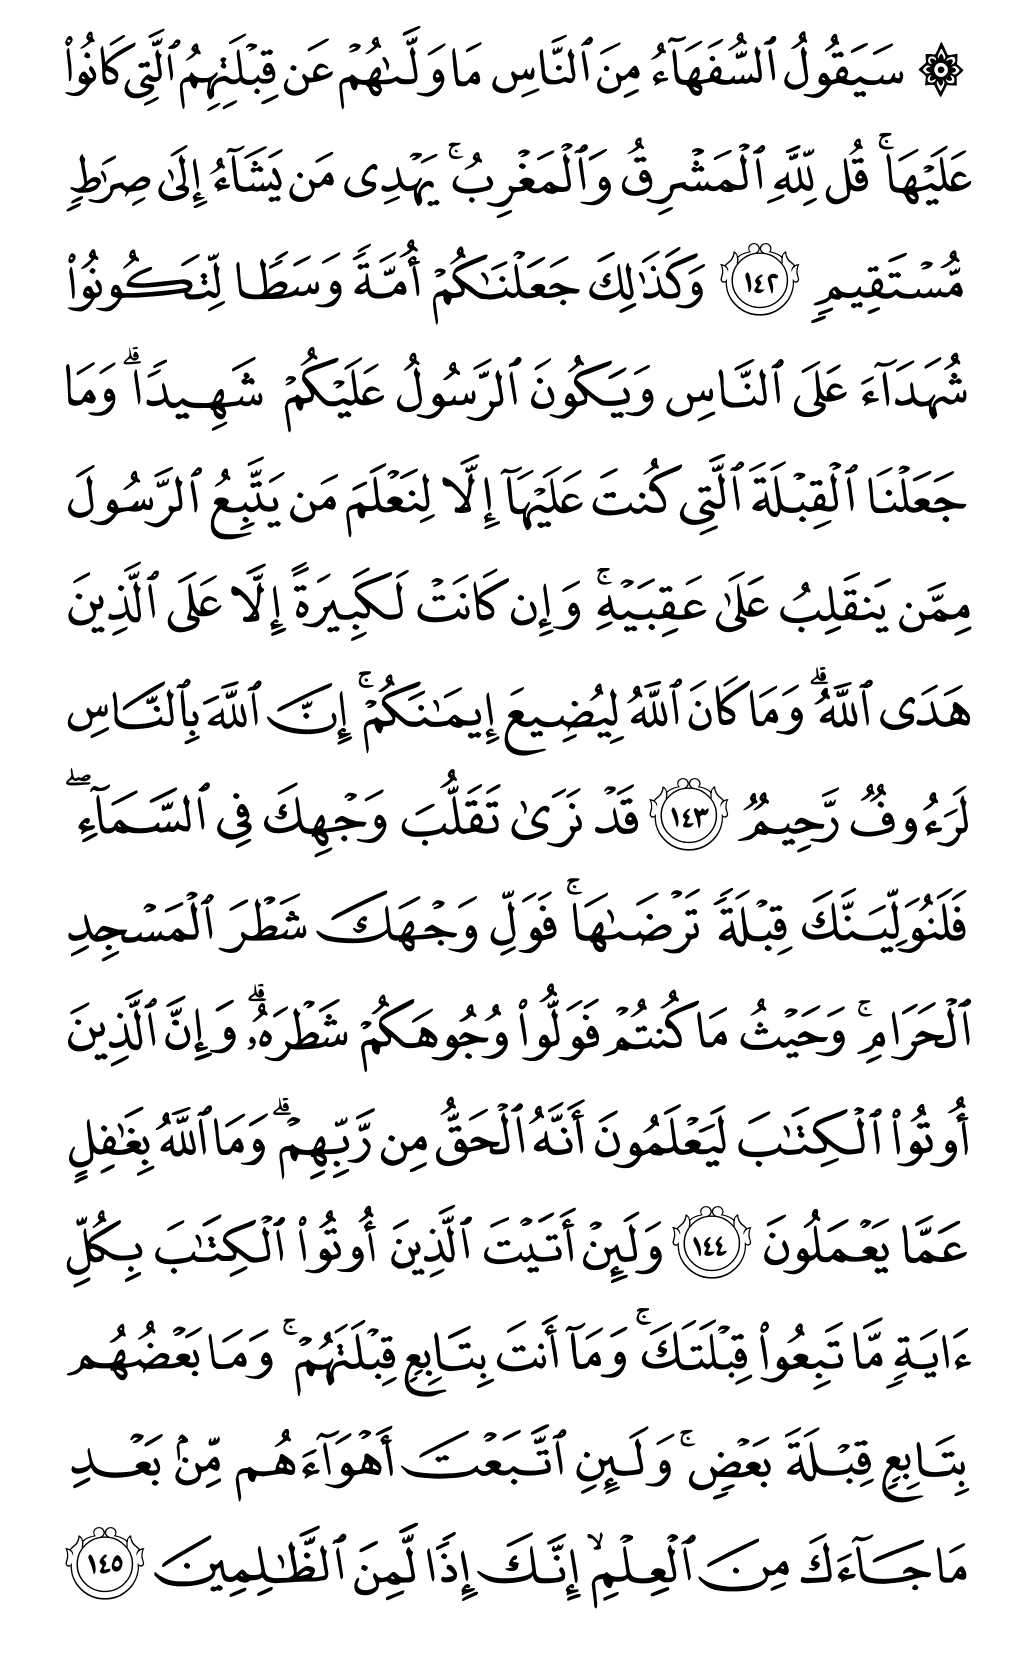 ۞ سَيَقُولُ ٱلسُّفَهَآءُ مِنَ ٱلنَّاسِ مَا وَلَّىٰهُمْ عَن قِبْلَتِهِمُ ٱلَّتِى كَانُوا۟
عَلَيْهَا ۚ قُل لِّلَّهِ ٱلْمَشْرِقُ وَٱلْمَغْرِبُ ۚ يَهْدِى مَن يَشَآءُ إِلَىٰ صِرَٰطٍ
مُّسْتَقِيمٍ ١٤٢ وَكَذَٰلِكَ جَعَلْنَـٰكُمْ أُمَّةً وَسَطًا لِّتَكُونُوا۟
شُهَدَآءَ عَلَى ٱلنَّاسِ وَيَكُونَ ٱلرَّسُولُ عَلَيْكُمْ شَهِيدًا ۗ وَمَا
جَعَلْنَا ٱلْقِبْلَةَ ٱلَّتِى كُنتَ عَلَيْهَآ إِلَّا لِنَعْلَمَ مَن يَتَّبِعُ ٱلرَّسُولَ
مِمَّن يَنقَلِبُ عَلَىٰ عَقِبَيْهِ ۚ وَإِن كَانَتْ لَكَبِيرَةً إِلَّا عَلَى ٱلَّذِينَ
هَدَى ٱللَّهُ ۗ وَمَا كَانَ ٱللَّهُ لِيُضِيعَ إِيمَـٰنَكُمْ ۚ إِنَّ ٱللَّهَ بِٱلنَّاسِ
لَرَءُوفٌ رَّحِيمٌ ١٤٣ قَدْ نَرَىٰ تَقَلُّبَ وَجْهِكَ فِى ٱلسَّمَآءِ ۖ
فَلَنُوَلِّيَنَّكَ قِبْلَةً تَرْضَىٰهَا ۚ فَوَلِّ وَجْهَكَ شَطْرَ ٱلْمَسْجِدِ
ٱلْحَرَامِ ۚ وَحَيْثُ مَا كُنتُمْ فَوَلُّوا۟ وُجُوهَكُمْ شَطْرَهُۥ ۗ وَإِنَّ ٱلَّذِينَ
أُوتُوا۟ ٱلْكِتَـٰبَ لَيَعْلَمُونَ أَنَّهُ ٱلْحَقُّ مِن رَّبِّهِمْ ۗ وَمَا ٱللَّهُ بِغَـٰفِلٍ
عَمَّا يَعْمَلُونَ ١٤٤ وَلَئِنْ أَتَيْتَ ٱلَّذِينَ أُوتُوا۟ ٱلْكِتَـٰبَ بِكُلِّ
ءَايَةٍ مَّا تَبِعُوا۟ قِبْلَتَكَ ۚ وَمَآ أَنتَ بِتَابِعٍ قِبْلَتَهُمْ ۚ وَمَا بَعْضُهُم
بِتَابِعٍ قِبْلَةَ بَعْضٍ ۚ وَلَئِنِ ٱتَّبَعْتَ أَهْوَآءَهُم مِّنۢ بَعْدِ
مَا جَآءَكَ مِنَ ٱلْعِلْمِ ۙ إِنَّكَ إِذًا لَّمِنَ ٱلظَّـٰلِمِينَ ١٤٥